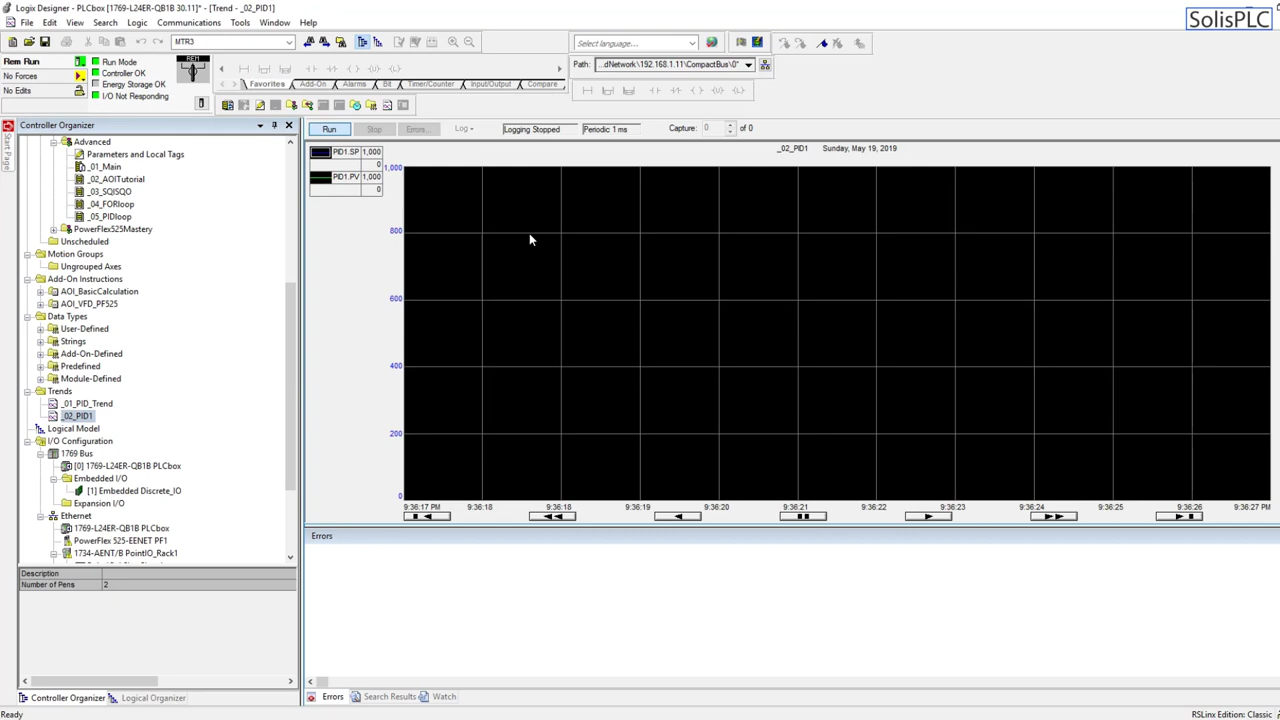 Logix Designer - PLCbox [1769-L24ER-QB1B 30.11]* - [Trend - _02_PID1]
File Edit View Search Logic Communications Tools Window Help
SolisPLC
MTR3
Select language...
Rem Run
No Forces
No Edits
Run Mode
Controller OK
Energy Storage OK
I/O Not Responding
REM
Path: ...dNetwork\192.168.1.11\CompactBus\0*
Favorites Add-On Alarms Bit Timer/Counter Input/Output Compare
Start Page
Controller Organizer
Advanced
Parameters and Local Tags
_01_Main
_02_AOITutorial
_03_SQISQO
_04_FORloop
_05_PIDloop
PowerFlex525Mastery
Unscheduled
Motion Groups
Ungrouped Axes
Add-On Instructions
AOI_BasicCalculation
AOI_VFD_PF525
Data Types
User-Defined
Strings
Add-On-Defined
Predefined
Module-Defined
Trends
_01_PID_Trend
_02_PID1
Logical Model
I/O Configuration
1769 Bus
[0] 1769-L24ER-QB1B PLCbox
Embedded I/O
[1] Embedded Discrete_IO
Expansion I/O
Ethernet
1769-L24ER-QB1B PLCbox
PowerFlex 525-EENET PF1
1734-AENT/B PointIO_Rack1
Description
Number of Pens 2
Controller Organizer Logical Organizer
Run Stop Errors... Log Logging Stopped Periodic 1 ms Capture: 0 of 0
_02_PID1 Sunday, May 19, 2019
PID1.SP 1,000
0
PID1.PV 1,000
0
1,000
800
600
400
200
0
9:36:17 PM 9:36:18 9:36:18 9:36:19 9:36:20 9:36:21 9:36:22 9:36:23 9:36:24 9:36:25 9:36:27 PM
Errors
Errors Search Results Watch
Ready
RSLinx Edition: Classic